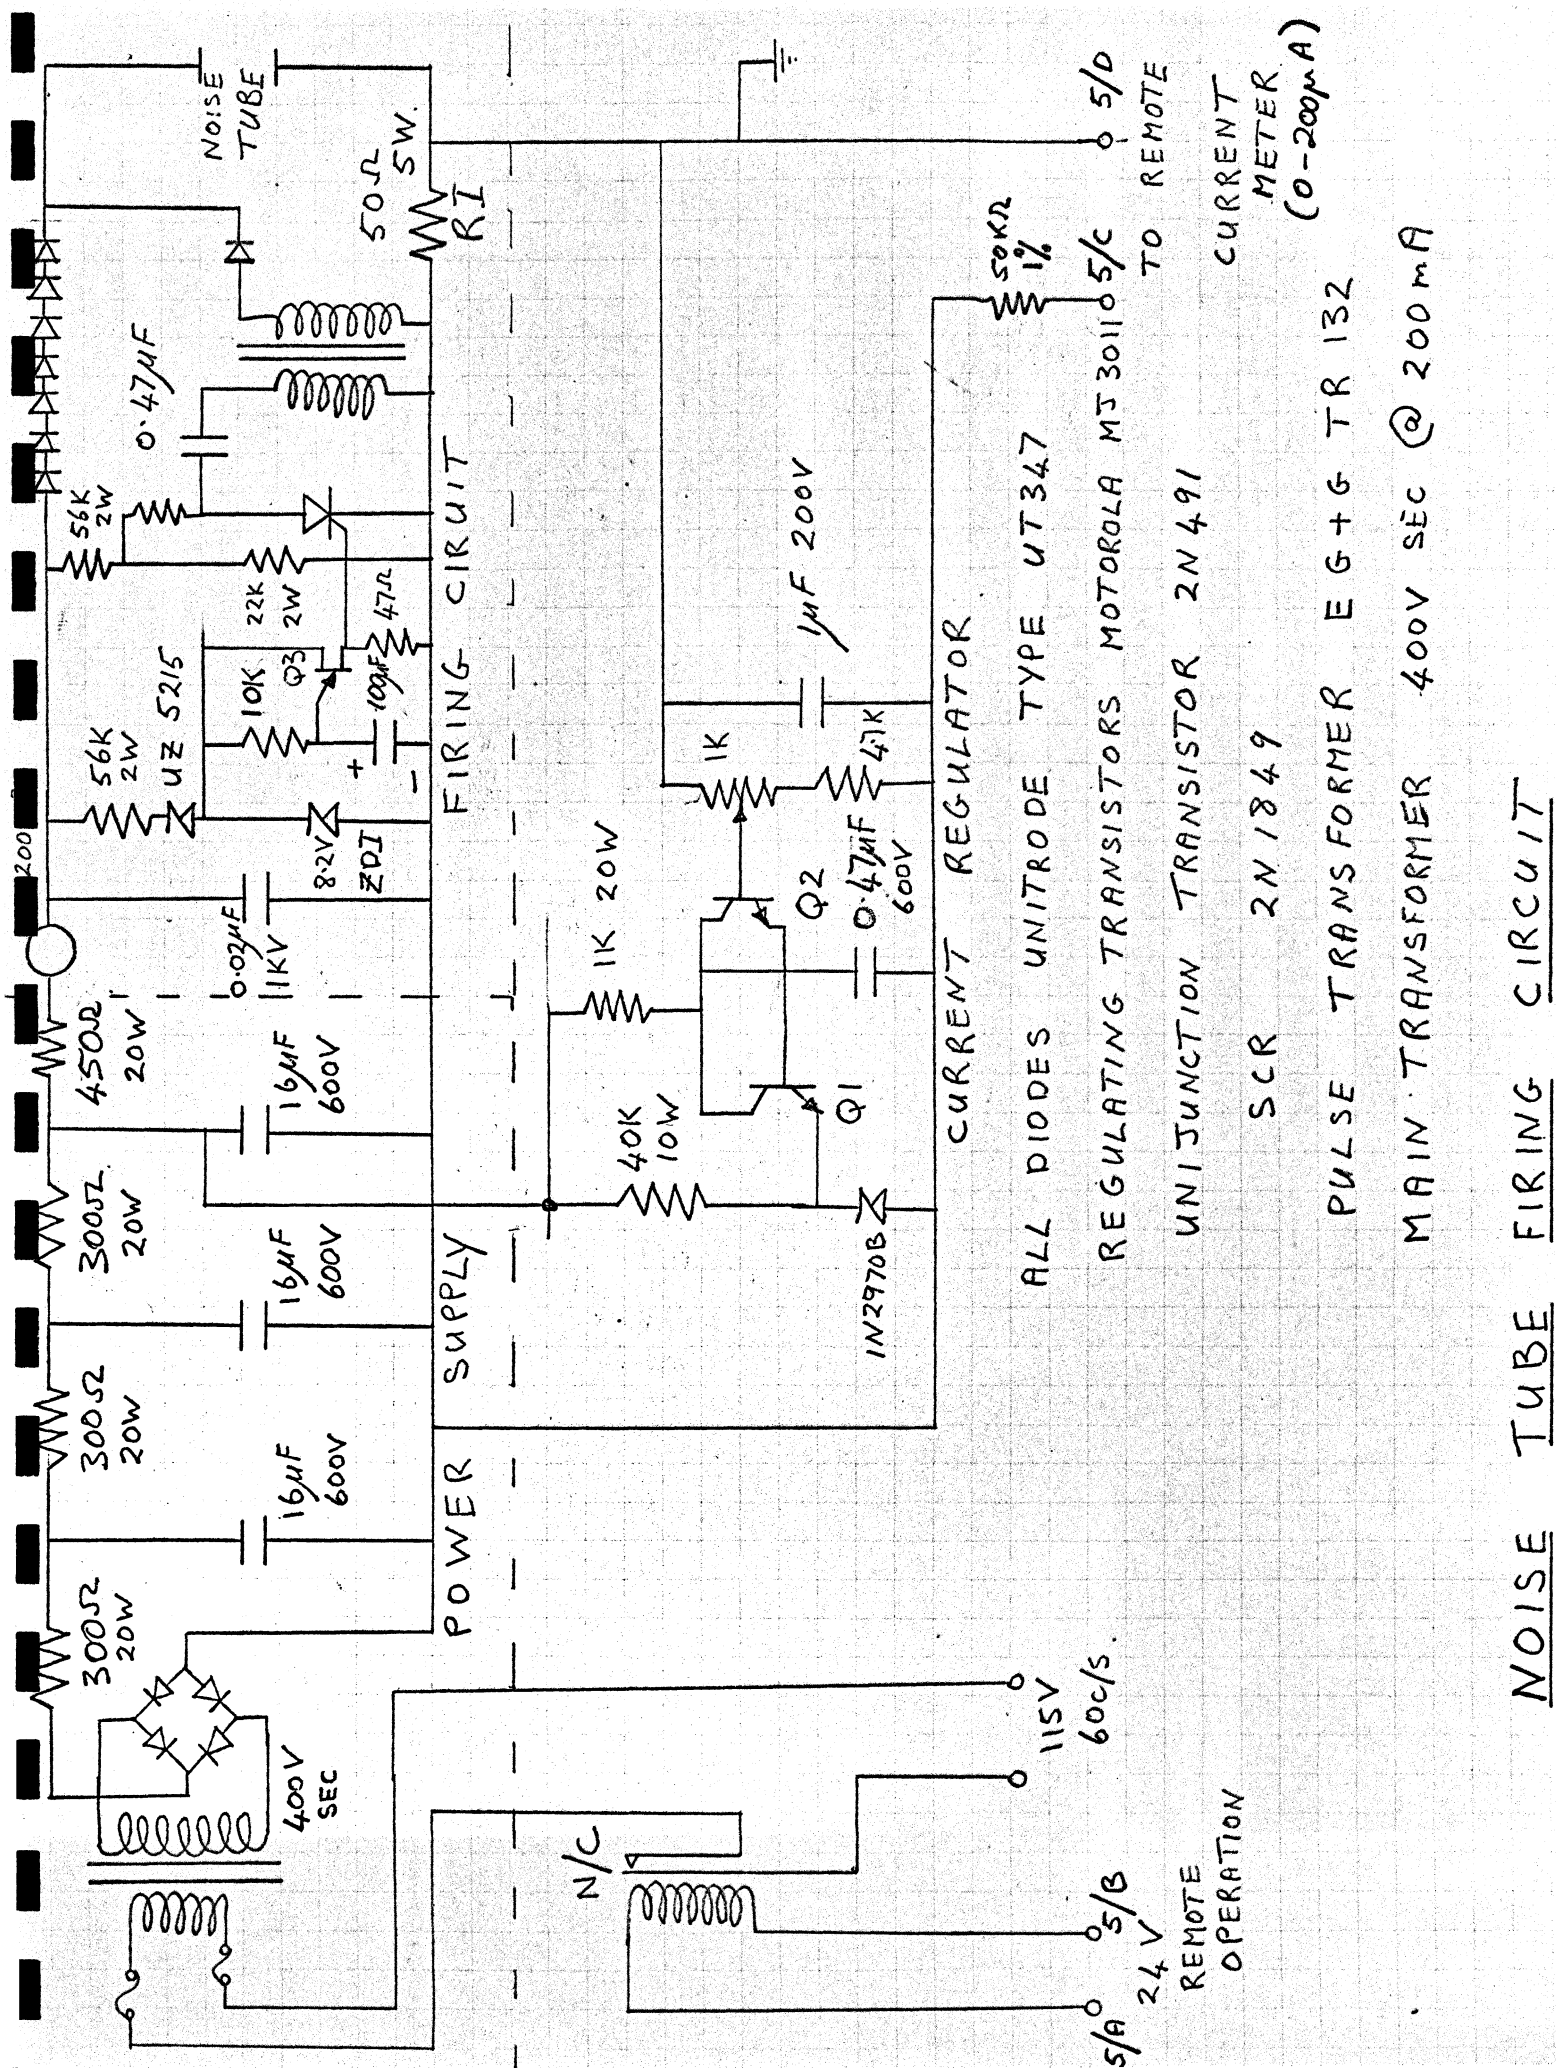 400V
SEC
300Ω
20W
16μF
600V
300Ω
20W
16μF
600V
300Ω
20W
16μF
600V
450Ω
20W
200
0.02μF
1KV
56K
2W
UZ 5215
8.2V
ZD1
10K
Q3
+
-
100μF
47Ω
22K
2W
56K
2W
0.47μF
50Ω
5W.
R1
NOISE
TUBE
POWER SUPPLY
FIRING CIRUIT
N/C
5/A
5/B
24V
REMOTE
OPERATION
115V
60c/s.
40K
10W
1K 20W
Q1
Q2
1N2970B
0.47μF
600V
1K
4.7K
1μF 200V
CURRENT REGULATOR
50KΩ
1%
5/C
5/D
TO REMOTE
CURRENT
METER
(0-200μA)
ALL DIODES UNITRODE TYPE UT347
REGULATING TRANSISTORS MOTOROLA MJ3011
UNIJUNCTION TRANSISTOR 2N491
SCR 2N1849
PULSE TRANSFORMER EG+G TR132
MAIN TRANSFORMER 400V SEC @ 200mA
NOISE TUBE FIRING CIRCUIT